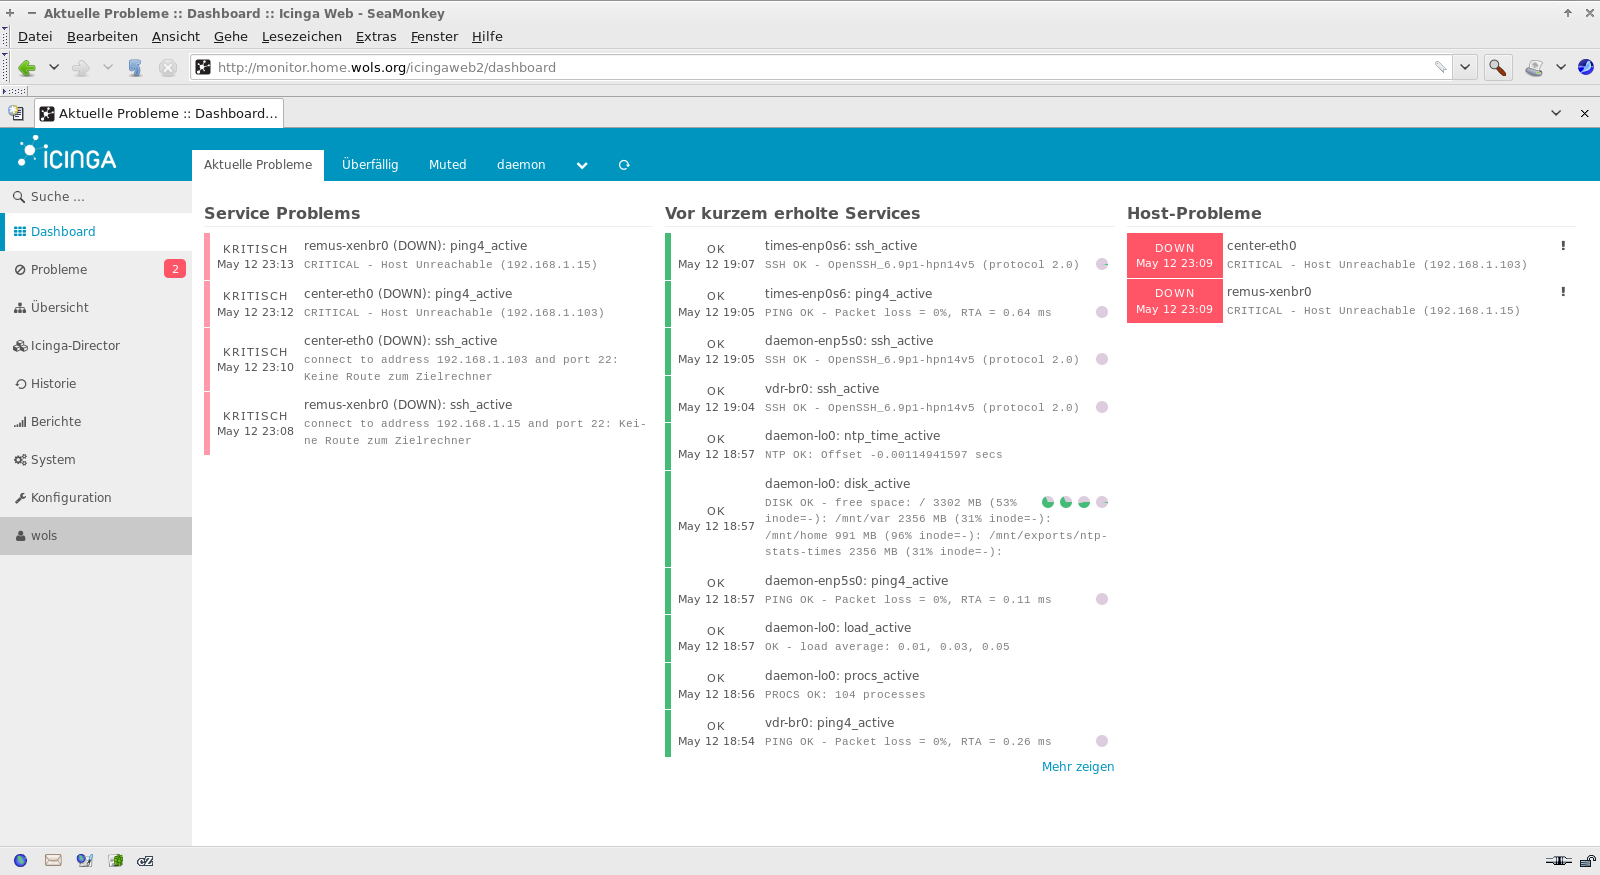 Aktuelle Probleme :: Dashboard :: Icinga Web - SeaMonkey
Datei Bearbeiten Ansicht Gehe Lesezeichen Extras Fenster Hilfe
http://monitor.home.wols.org/icingaweb2/dashboard
Aktuelle Probleme :: Dashboard...
ICINGA
Aktuelle Probleme Überfällig Muted daemon
Suche ...
Dashboard
Probleme 2
Übersicht
Icinga-Director
Historie
Berichte
System
Konfiguration
wols
Service Problems
KRITISCH remus-xenbr0 (DOWN): ping4_active
May 12 23:13 CRITICAL - Host Unreachable (192.168.1.15)
KRITISCH center-eth0 (DOWN): ping4_active
May 12 23:12 CRITICAL - Host Unreachable (192.168.1.103)
KRITISCH center-eth0 (DOWN): ssh_active
May 12 23:10 connect to address 192.168.1.103 and port 22:
Keine Route zum Zielrechner
KRITISCH remus-xenbr0 (DOWN): ssh_active
May 12 23:08 connect to address 192.168.1.15 and port 22: Kei-
ne Route zum Zielrechner
Vor kurzem erholte Services
OK times-enp0s6: ssh_active
May 12 19:07 SSH OK - OpenSSH_6.9p1-hpn14v5 (protocol 2.0)
OK times-enp0s6: ping4_active
May 12 19:05 PING OK - Packet loss = 0%, RTA = 0.64 ms
OK daemon-enp5s0: ssh_active
May 12 19:05 SSH OK - OpenSSH_6.9p1-hpn14v5 (protocol 2.0)
OK vdr-br0: ssh_active
May 12 19:04 SSH OK - OpenSSH_6.9p1-hpn14v5 (protocol 2.0)
OK daemon-lo0: ntp_time_active
May 12 18:57 NTP OK: Offset -0.00114941597 secs
OK daemon-lo0: disk_active
May 12 18:57 DISK OK - free space: / 3302 MB (53%
inode=-): /mnt/var 2356 MB (31% inode=-):
/mnt/home 991 MB (96% inode=-): /mnt/exports/ntp-
stats-times 2356 MB (31% inode=-):
OK daemon-enp5s0: ping4_active
May 12 18:57 PING OK - Packet loss = 0%, RTA = 0.11 ms
OK daemon-lo0: load_active
May 12 18:57 OK - load average: 0.01, 0.03, 0.05
OK daemon-lo0: procs_active
May 12 18:56 PROCS OK: 104 processes
OK vdr-br0: ping4_active
May 12 18:54 PING OK - Packet loss = 0%, RTA = 0.26 ms
Mehr zeigen
Host-Probleme
DOWN center-eth0 !
May 12 23:09 CRITICAL - Host Unreachable (192.168.1.103)
DOWN remus-xenbr0 !
May 12 23:09 CRITICAL - Host Unreachable (192.168.1.15)
cZ